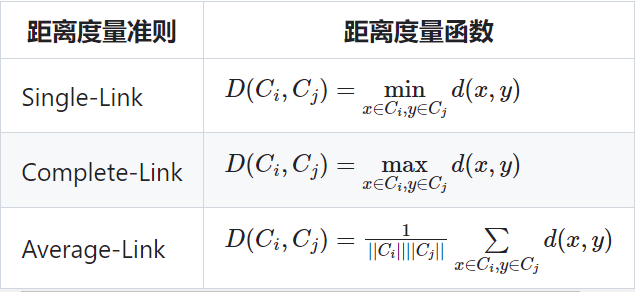 距离度量准则 距离度量函数
Single-Link D(C_i, C_j) = min_{x∈C_i,y∈C_j} d(x, y)
Complete-Link D(C_i, C_j) = max_{x∈C_i,y∈C_j} d(x, y)
Average-Link D(C_i, C_j) = \frac{1}{||C_i||||C_j||} ∑_{x∈C_i,y∈C_j} d(x, y)